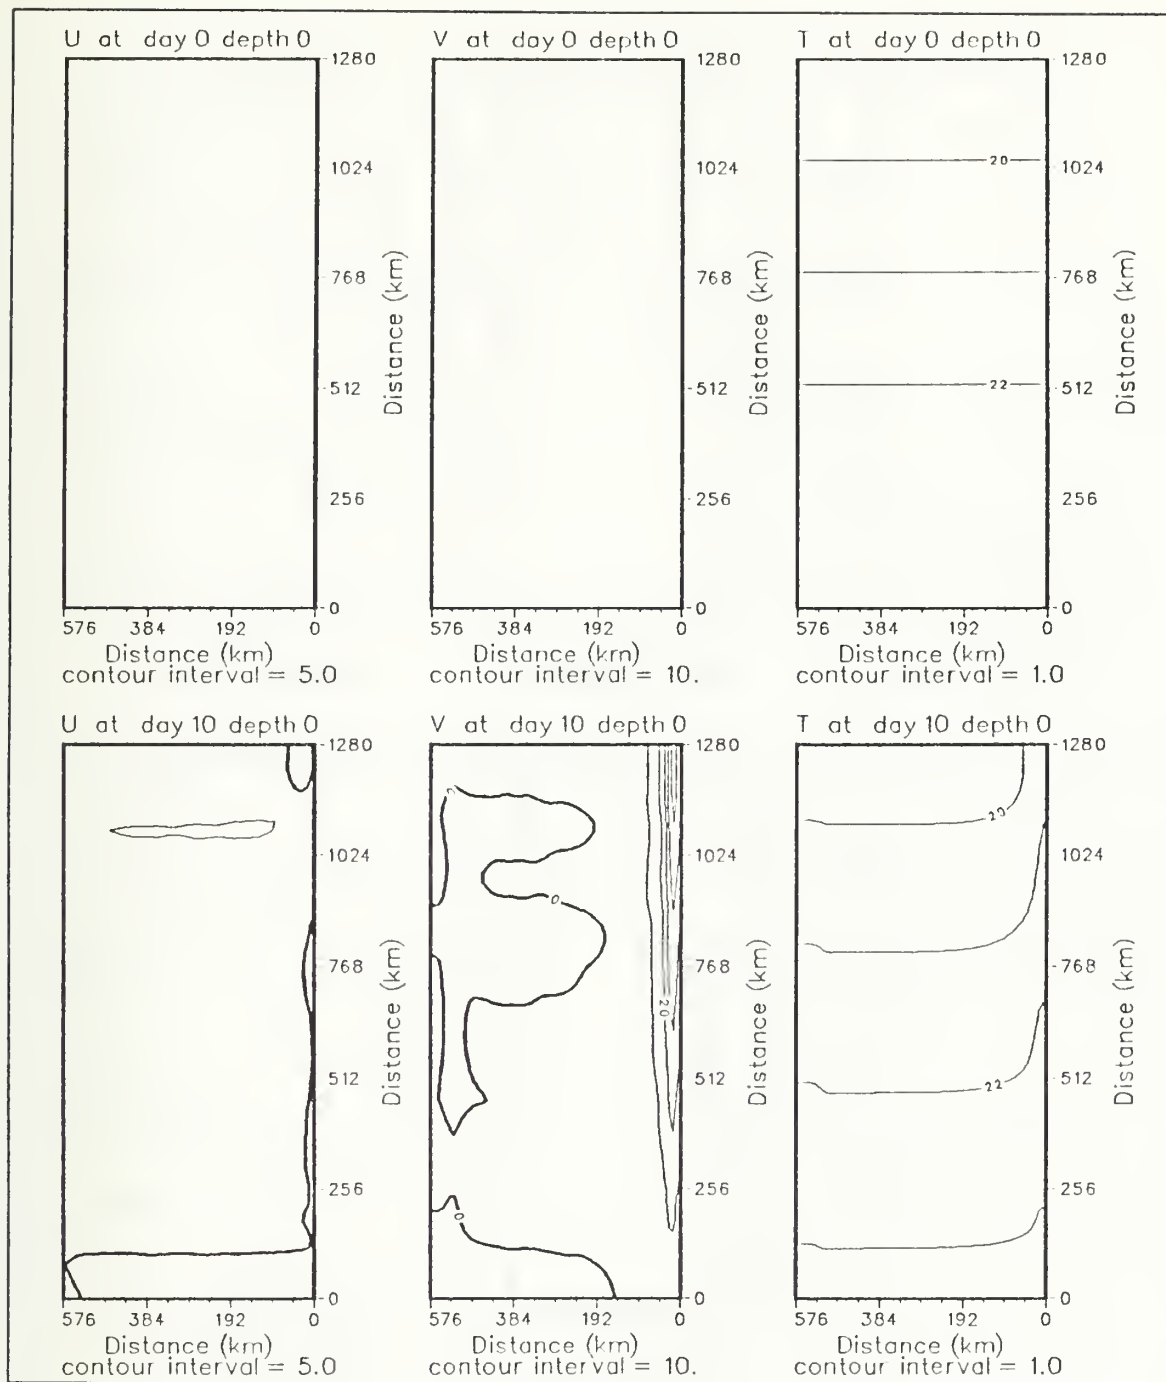 U at day 0 depth 0
1280
1024
768
512
256
0
Distance (km)
576 384 192 0
Distance (km)
contour interval = 5.0
V at day 0 depth 0
1280
1024
768
512
256
0
Distance (km)
576 384 192 0
Distance (km)
contour interval = 10.
T at day 0 depth 0
20
22
1280
1024
768
512
256
0
Distance (km)
576 384 192 0
Distance (km)
contour interval = 1.0
U at day 10 depth 0
1280
1024
768
512
256
0
Distance (km)
576 384 192 0
Distance (km)
contour interval = 5.0
V at day 10 depth 0
0
0
20
0
1280
1024
768
512
256
0
Distance (km)
576 384 192 0
Distance (km)
contour interval = 10.
T at day 10 depth 0
20
22
1280
1024
768
512
256
0
Distance (km)
576 384 192 0
Distance (km)
contour interval = 1.0